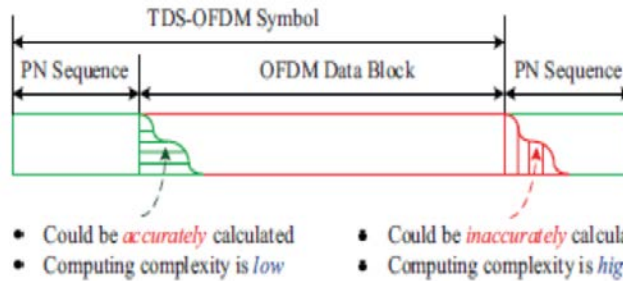 TDS-OFDM Symbol
PN Sequence OFDM Data Block PN Sequence
• Could be accurately calculated • Could be inaccurately
• Computing complexity is low • Computing complexity is